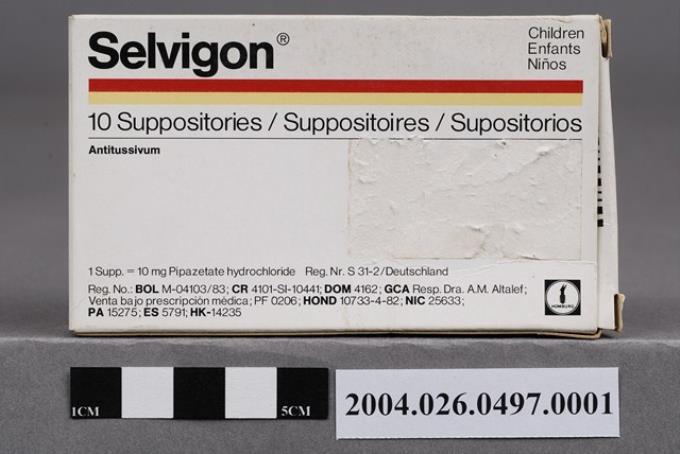 Selvigon®
Children
Enfants
Niños
10 Suppositories / Suppositoires / Supositorios
Antitussivum
1 Supp. = 10 mg Pipazetate hydrochloride Reg. Nr. S 31-2/Deutschland
Reg. No.: BOL M-04103/83; CR 4101-SI-10441; DOM 4162; GCA Resp. Dra. A.M. Altalef;
Venta bajo prescripción médica; PF 0206; HOND 10733-4-82; NIC 25633;
PA 15275; ES 5791; HK-14235
HOMBURG
1CM
5CM
2004.026.0497.0001